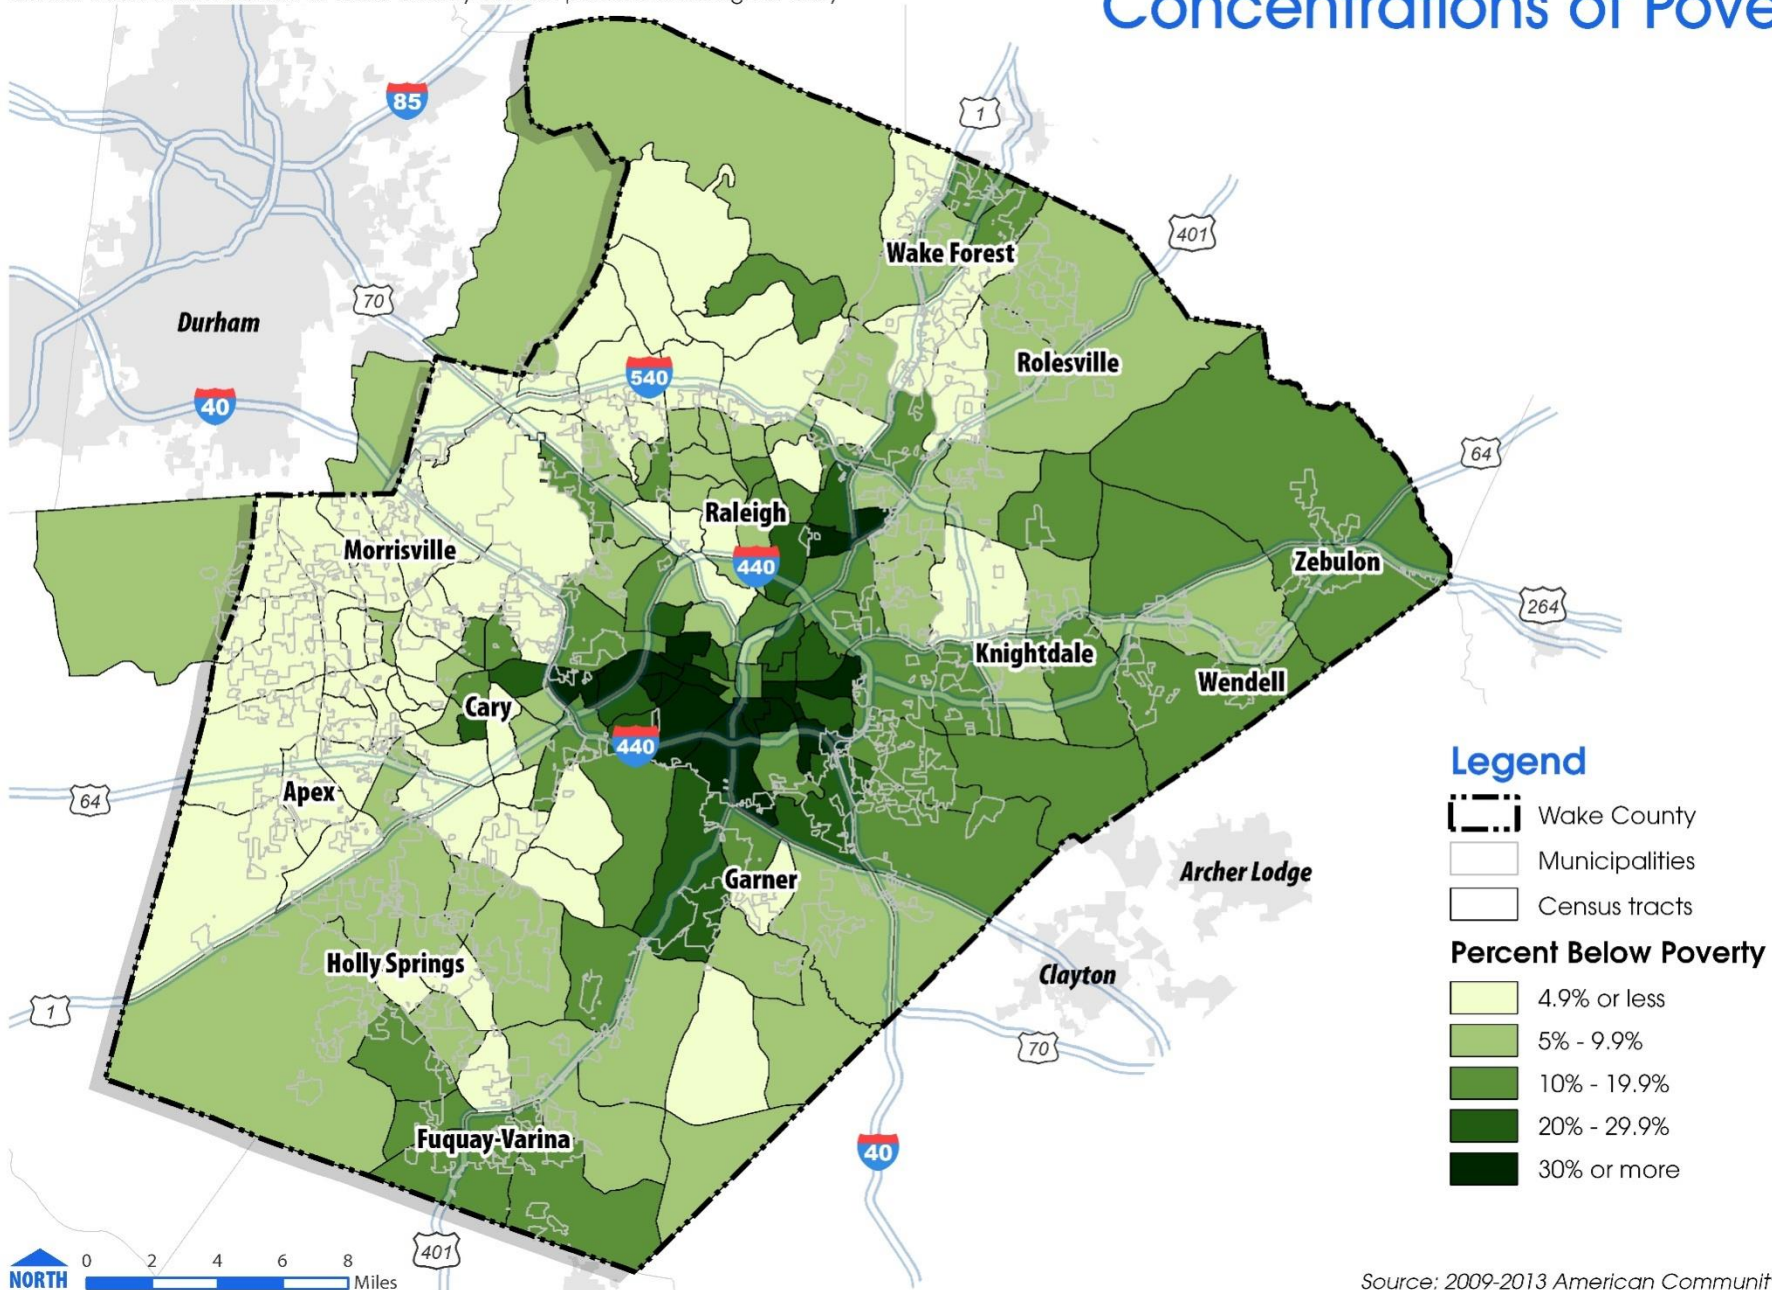 Concentrations of Pove
85
1
401
Wake Forest
70
Durham
Rolesville
540
40
64
Raleigh
Morrisville
440
Zebulon
264
Knightdale
Wendell
Cary
440
Apex
64
Garner
Archer Lodge
Holly Springs
Clayton
1
70
Fuquay-Varina
40
401
Legend
Wake County
Municipalities
Census tracts
Percent Below Poverty
4.9% or less
5% - 9.9%
10% - 19.9%
20% - 29.9%
30% or more
NORTH
0 2 4 6 8 Miles
Source: 2009-2013 American Communit